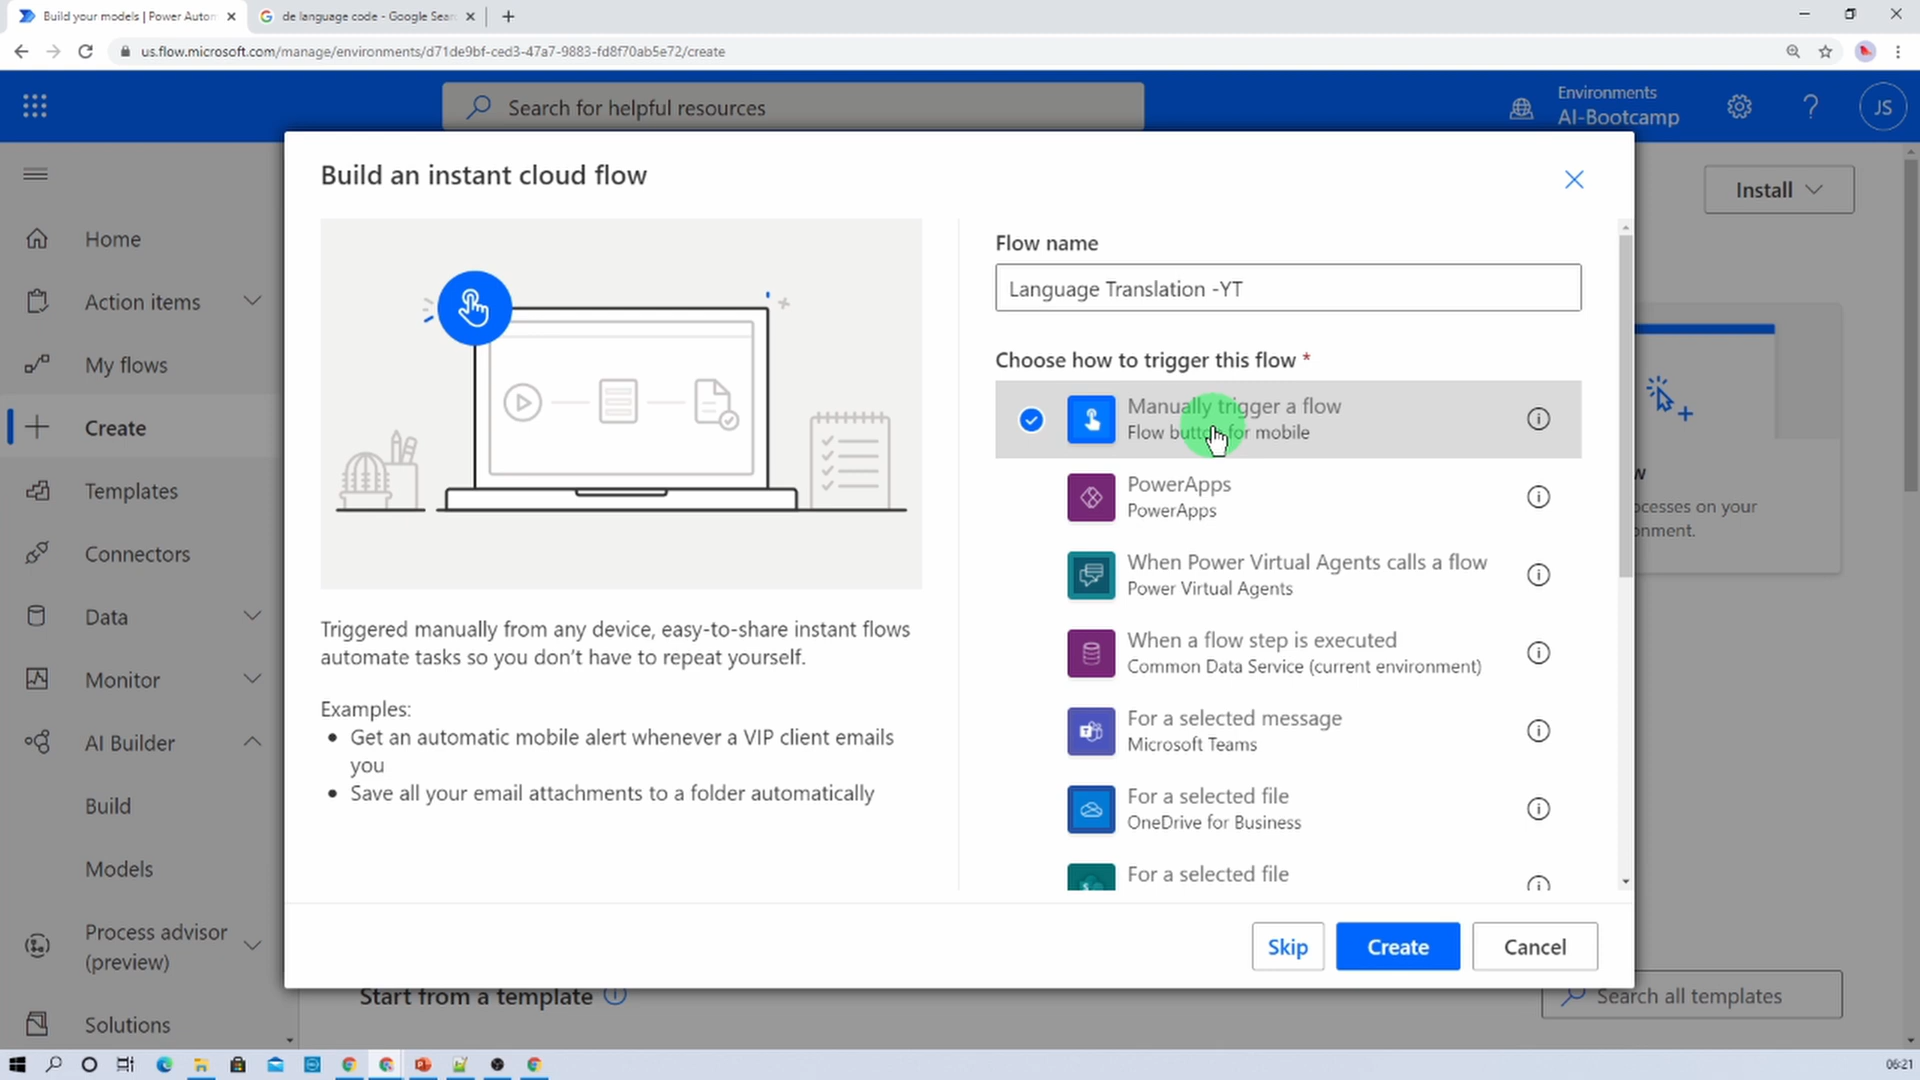 Build your models | Power Autom
de language code - Google Sear
us.flow.microsoft.com/manage/environments/d71de9bf-ced3-47a7-9883-fd8f70ab5e72/create
Search for helpful resources
Environments
AI-Bootcamp
JS
Build an instant cloud flow
Install
Home
Action items
My flows
Create
Templates
Connectors
Data
Monitor
AI Builder
Build
Models
Process advisor
(preview)
Solutions
Triggered manually from any device, easy-to-share instant flows
automate tasks so you don't have to repeat yourself.
Examples:
• Get an automatic mobile alert whenever a VIP client emails
you
• Save all your email attachments to a folder automatically
Flow name
Language Translation -YT
Choose how to trigger this flow *
Manually trigger a flow
Flow button for mobile
PowerApps
PowerApps
When Power Virtual Agents calls a flow
Power Virtual Agents
When a flow step is executed
Common Data Service (current environment)
For a selected message
Microsoft Teams
For a selected file
OneDrive for Business
For a selected file
Skip
Create
Cancel
ocesses on your
onment.
Start from a template
Search all templates
06:21